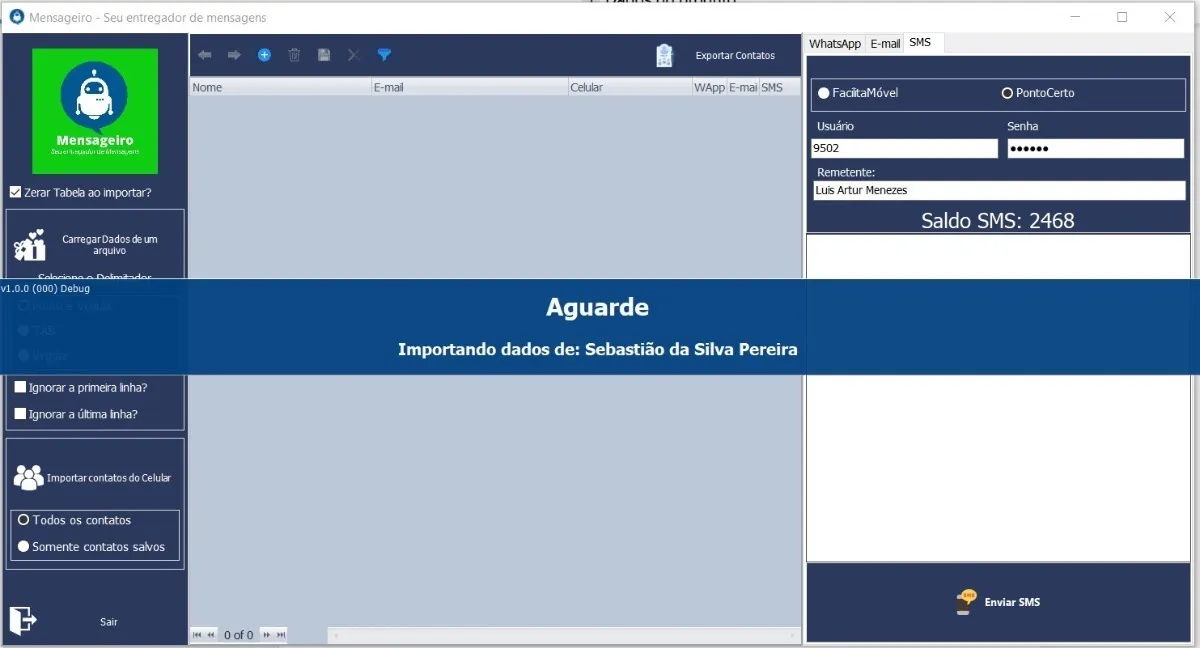 Mensageiro - Seu entregador de mensagens
Mensageiro
Seu entregador de Mensagens
Zerar Tabela ao importar?
Carregar Dados de um
arquivo
Selecione o Delimitador
v1.0.0 (000) Debug
TAB
Ignorar a primeira linha?
Ignorar a última linha?
Importar contatos do Celular
Todos os contatos
Somente contatos salvos
Sair
Exportar Contatos
Nome
E-mail
Celular
WApp
E-mai
SMS
Aguarde
Importando dados de: Sebastião da Silva Pereira
0 of 0
WhatsApp
E-mail
SMS
FacilitaMóvel
PontoCerto
Usuário
Senha
9502
●●●●●●
Remetente:
Luis Artur Menezes
Saldo SMS: 2468
Enviar SMS